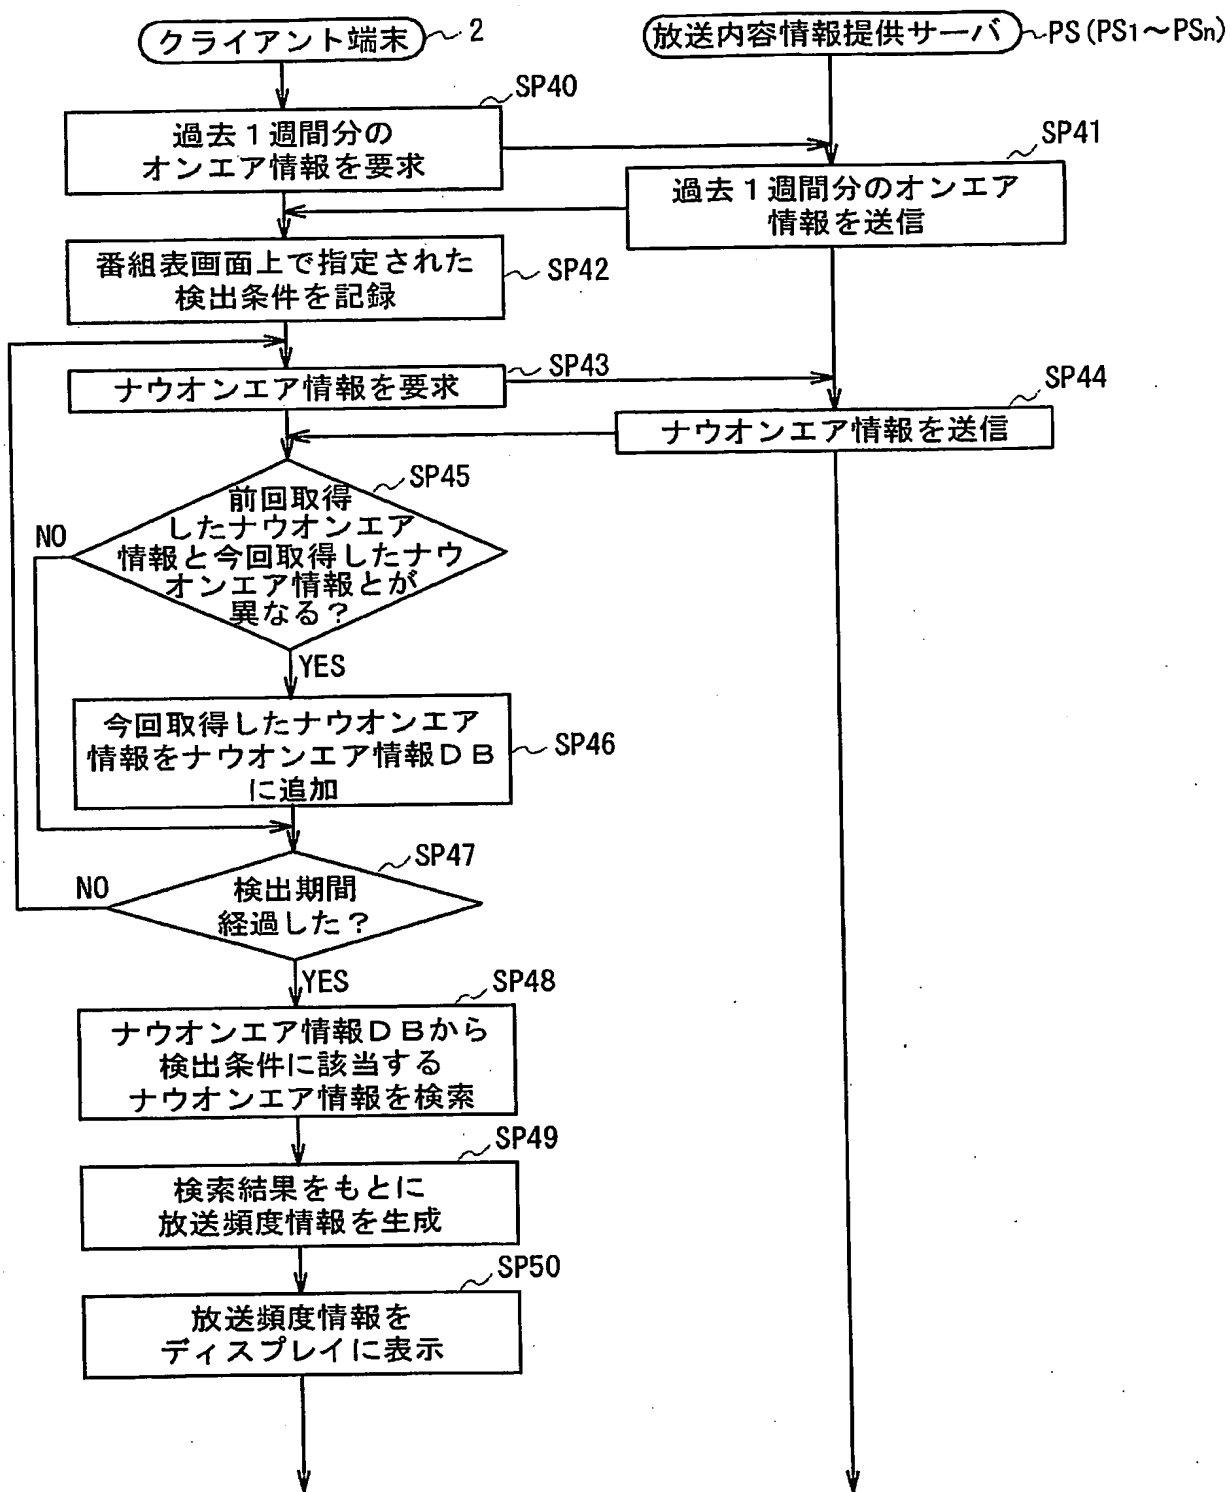 クライアント端末
2
放送内容情報提供サーバ
PS(PS1～PSn)
SP40
過去1週間分の
オンエア情報を要求
SP41
過去1週間分のオンエア
情報を送信
番組表画面上で指定された
検出条件を記録
SP42
SP43
ナウオンエア情報を要求
SP44
ナウオンエア情報を送信
SP45
前回取得
したナウオンエア
情報と今回取得したナウ
オンエア情報とが
異なる？
NO
YES
今回取得したナウオンエア
情報をナウオンエア情報DB
に追加
SP46
SP47
検出期間
経過した？
NO
YES
SP48
ナウオンエア情報DBから
検出条件に該当する
ナウオンエア情報を検索
SP49
検索結果をもとに
放送頻度情報を生成
SP50
放送頻度情報を
ディスプレイに表示